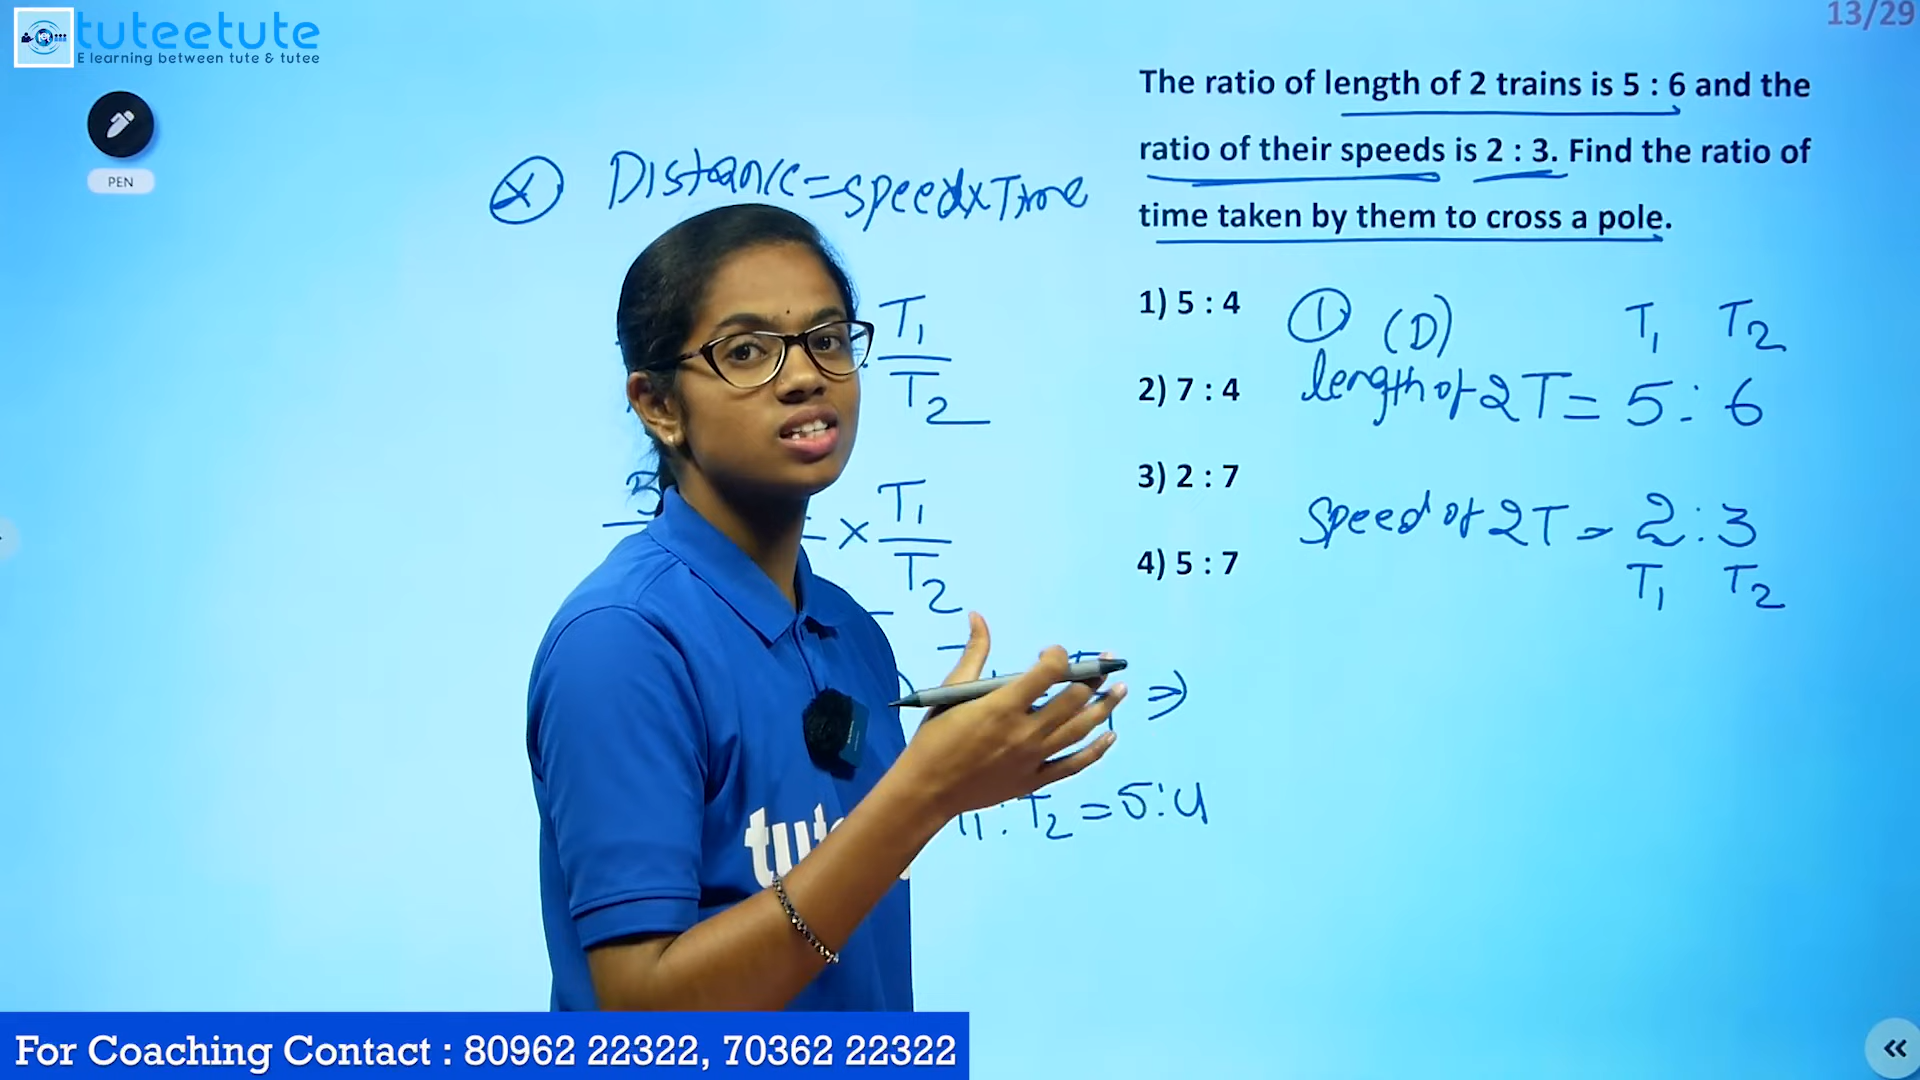 tuteetute
E learning between tute & tutee
13/29
PEN
The ratio of length of 2 trains is 5 : 6 and the
ratio of their speeds is 2 : 3. Find the ratio of
time taken by them to cross a pole.
1) 5 : 4
2) 7 : 4
3) 2 : 7
4) 5 : 7
Distance = speed x Time
T1
T2
5
x T1
T2
⇒
T1 : T2 = 5 : 4
① (D) T1 T2
length of 2T = 5 : 6
speed of 2T = 2 : 3
T1 T2
tut
For Coaching Contact : 80962 22322, 70362 22322